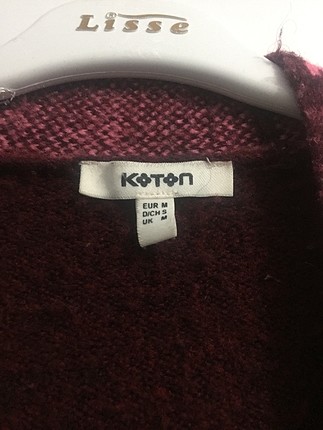 Lisse
KOTON
EUR M
D/CH S
UK M